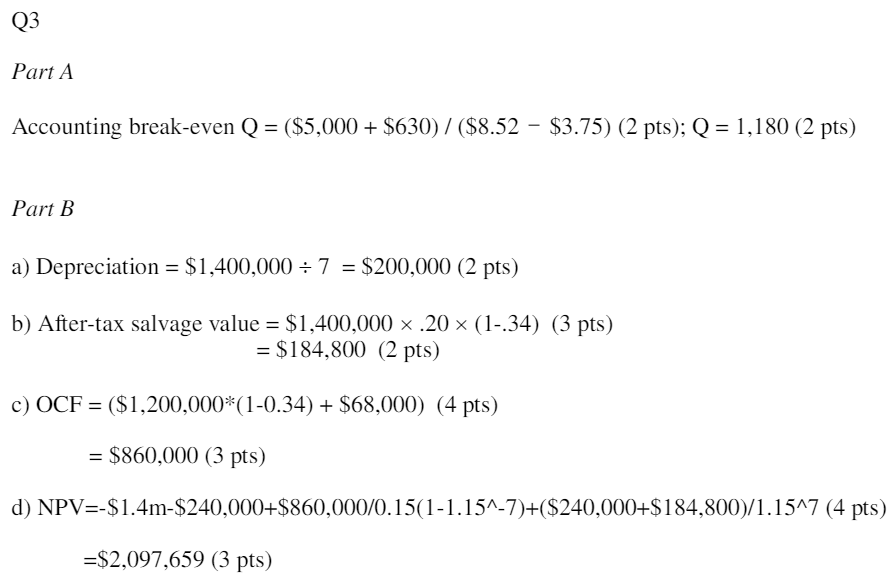 Q3
Part A
Accounting break-even Q = ($5,000 + $630) / ($8.52 − $3.75) (2 pts); Q = 1,180 (2 pts)
Part B
a) Depreciation = $1,400,000 ÷ 7 = $200,000 (2 pts)
b) After-tax salvage value = $1,400,000 × .20 × (1-.34) (3 pts)
= $184,800 (2 pts)
c) OCF = ($1,200,000*(1-0.34) + $68,000) (4 pts)
= $860,000 (3 pts)
d) NPV=-$1.4m-$240,000+$860,000/0.15(1-1.15^-7)+($240,000+$184,800)/1.15^7 (4 pts)
=$2,097,659 (3 pts)